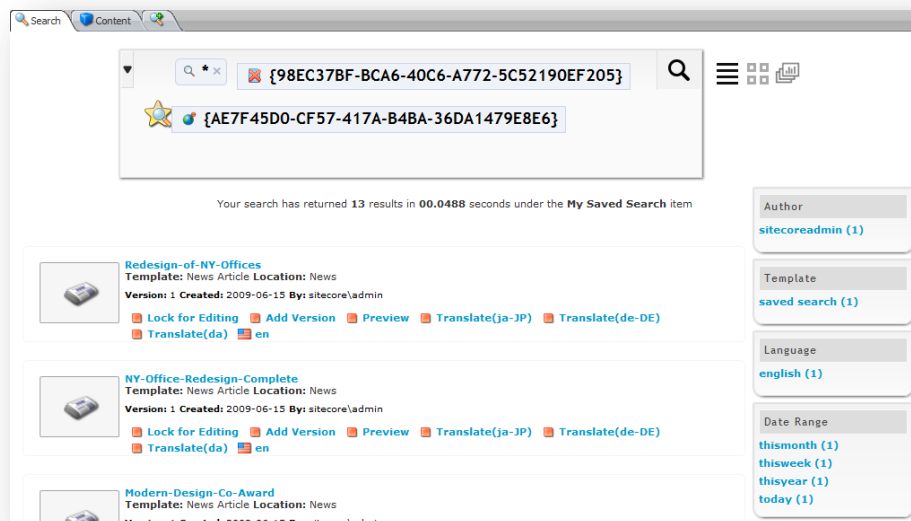 Search Content
* × {98EC37BF-BCA6-40C6-A772-5C52190EF205}
{AE7F45D0-CF57-417A-B4BA-36DA1479E8E6}
Your search has returned 13 results in 00.0488 seconds under the My Saved Search item
Redesign-of-NY-Offices
Template: News Article Location: News
Version: 1 Created: 2009-06-15 By: sitecore\admin
Lock for Editing Add Version Preview Translate(ja-JP) Translate(de-DE)
Translate(da) en
NY-Office-Redesign-Complete
Template: News Article Location: News
Version: 1 Created: 2009-06-15 By: sitecore\admin
Lock for Editing Add Version Preview Translate(ja-JP) Translate(de-DE)
Translate(da) en
Modern-Design-Co-Award
Template: News Article Location: News
Author
sitecoreadmin (1)
Template
saved search (1)
Language
english (1)
Date Range
thismonth (1)
thisweek (1)
thisyear (1)
today (1)